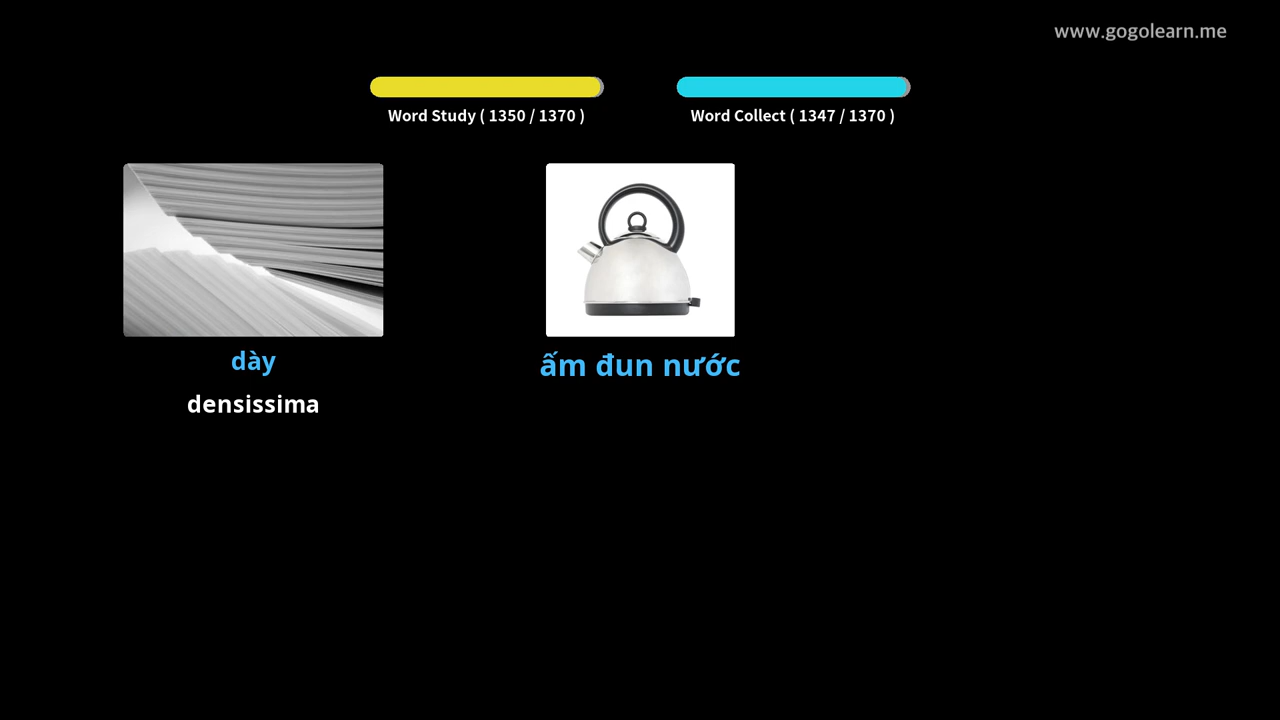 www.gogolearn.me
Word Study ( 1350 / 1370 )
Word Collect ( 1347 / 1370 )
dày
densissima
ấm đun nước